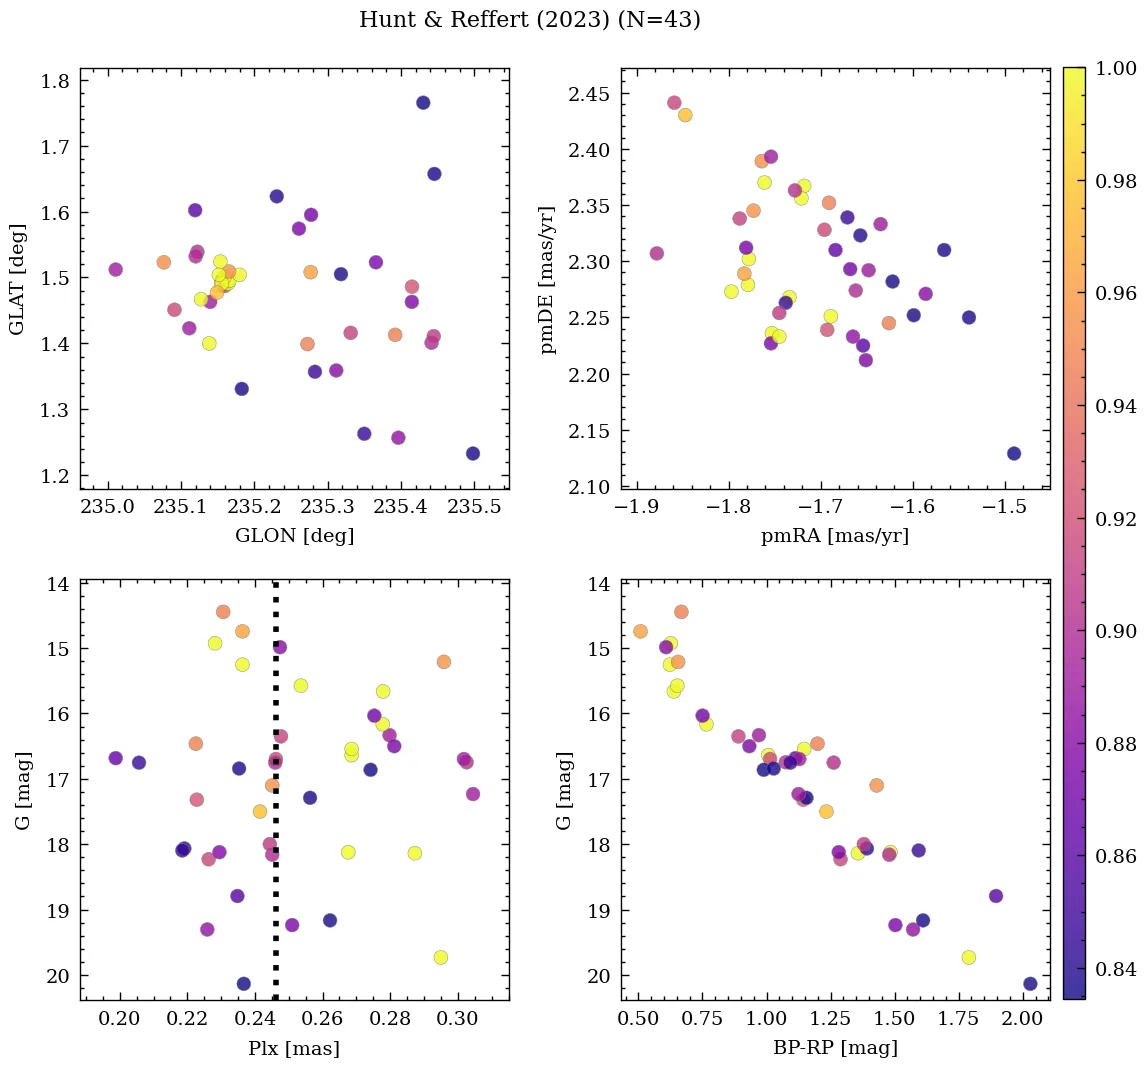 Hunt & Reffert (2023) (N=43)
1.8
1.7
1.6
1.5
1.4
1.3
1.2
GLAT [deg]
235.0 235.1 235.2 235.3 235.4 235.5
GLON [deg]
2.45
2.40
2.35
2.30
2.25
2.20
2.15
2.10
pmDE [mas/yr]
−1.9 −1.8 −1.7 −1.6 −1.5
pmRA [mas/yr]
14
15
16
17
18
19
20
G [mag]
0.20 0.22 0.24 0.26 0.28 0.30
Plx [mas]
14
15
16
17
18
19
20
G [mag]
0.50 0.75 1.00 1.25 1.50 1.75 2.00
BP-RP [mag]
1.00
0.98
0.96
0.94
0.92
0.90
0.88
0.86
0.84